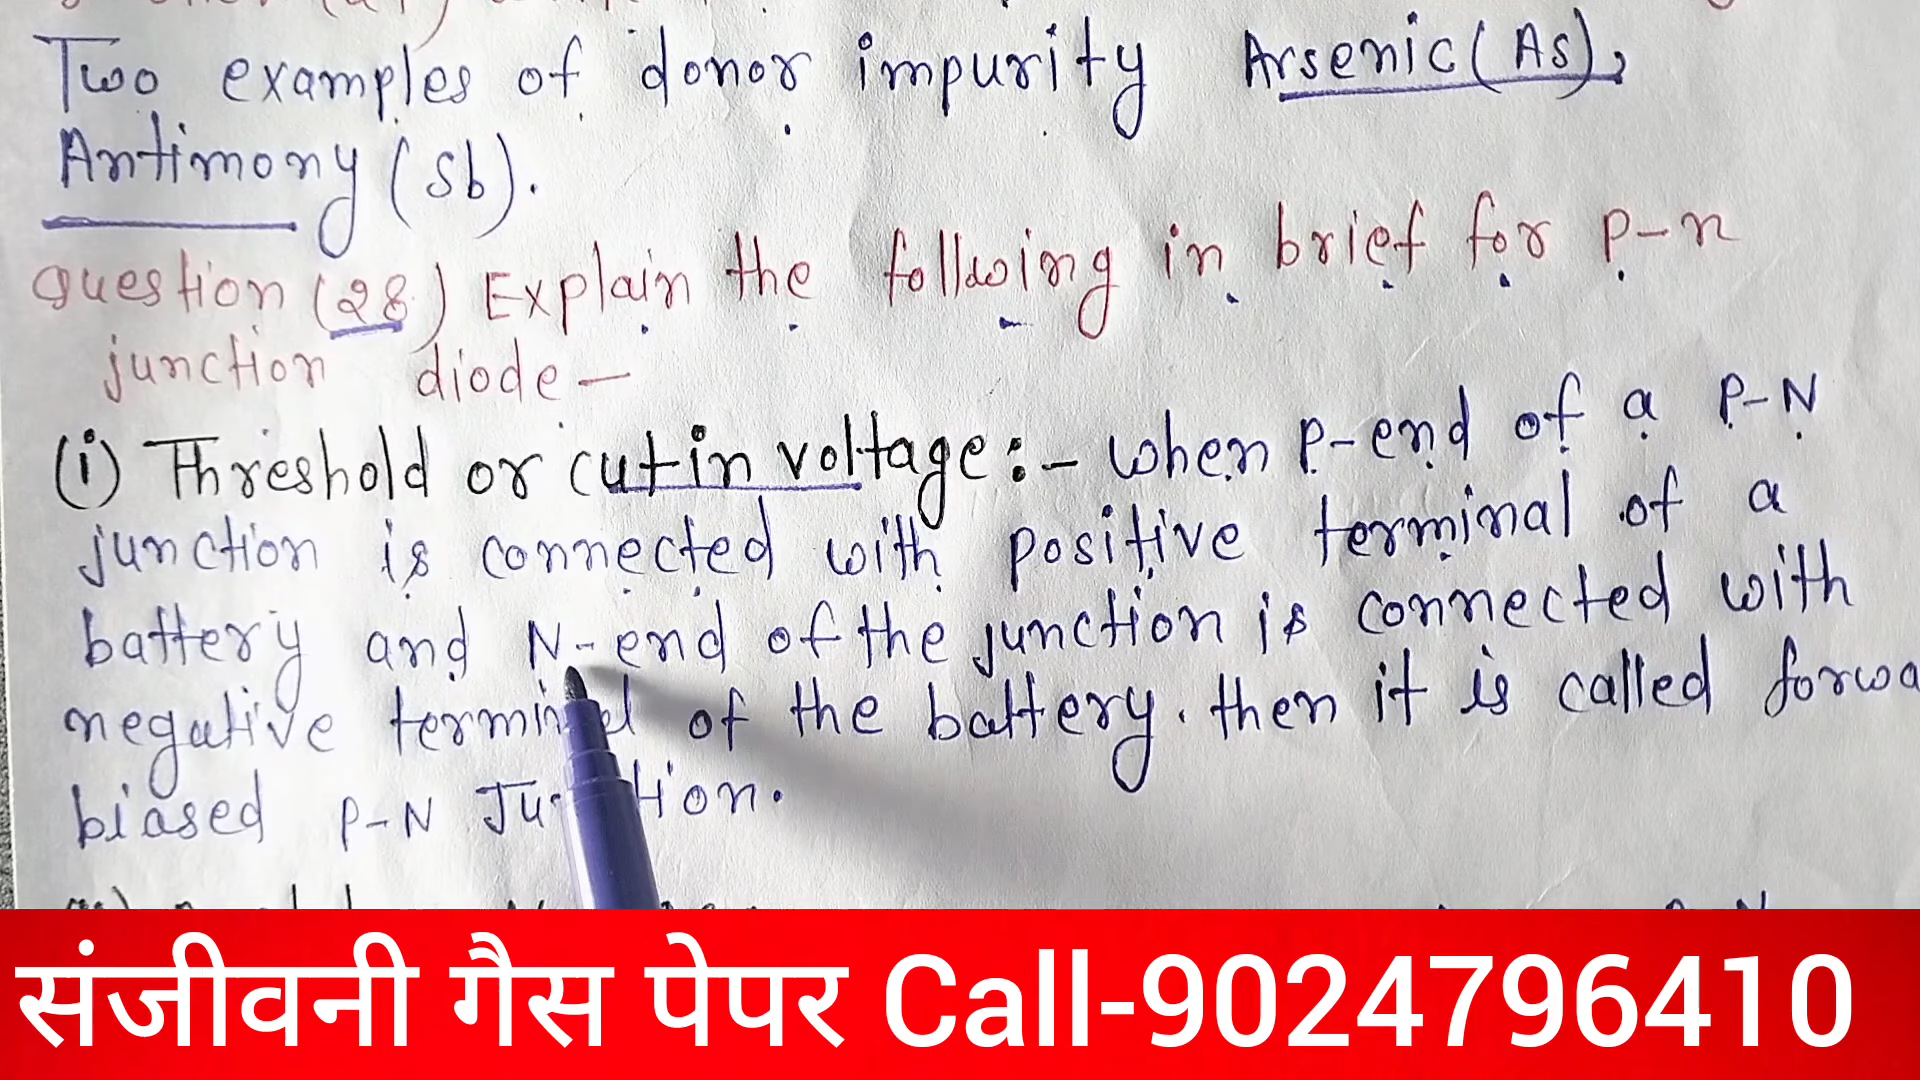 Two examples of donor impurity Arsenic(As),
Antimony(Sb).
question(28) Explain the following in brief for P-n
junction diode—
(i) Threshold or cut in voltage:- when P-end of a P-N
junction is connected with positive terminal of a
battery and N-end of the junction is connected with
negative terminal of the battery. then it is called forwa
biased P-N Junction.
संजीवनी गैस पेपर Call-9024796410